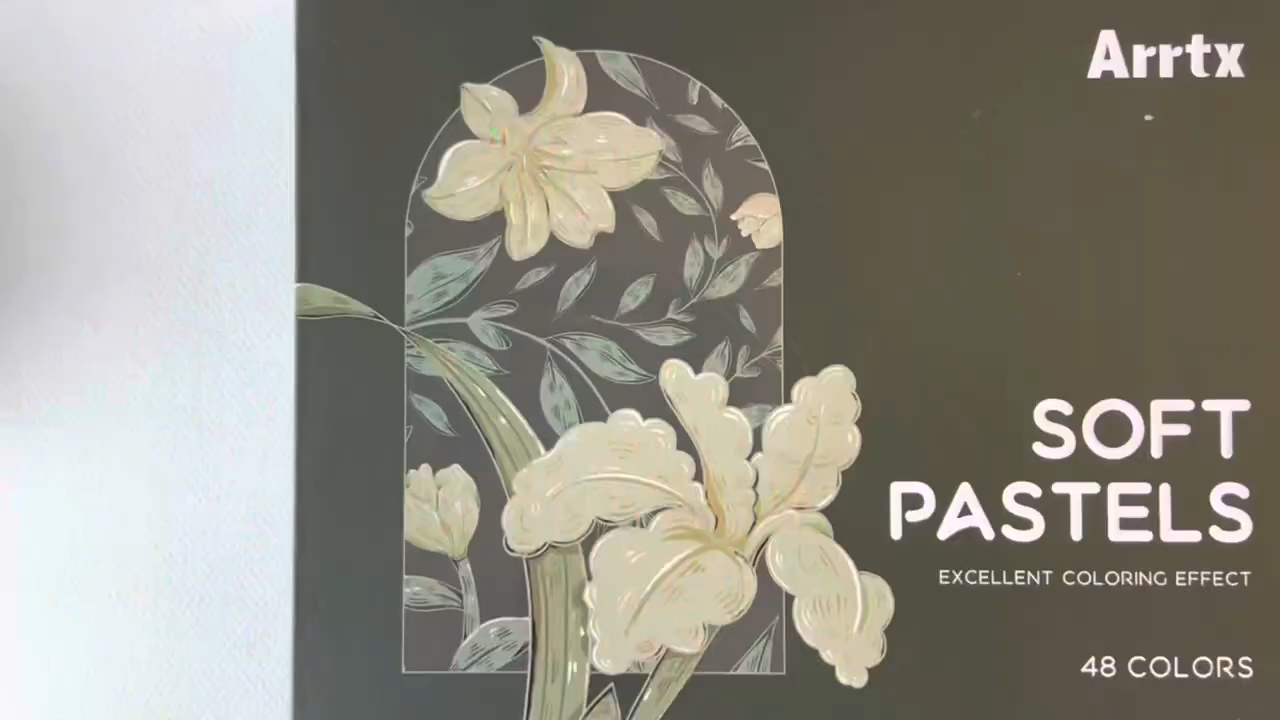 Arrtx
SOFT
PASTELS
EXCELLENT COLORING EFFECT
48 COLORS